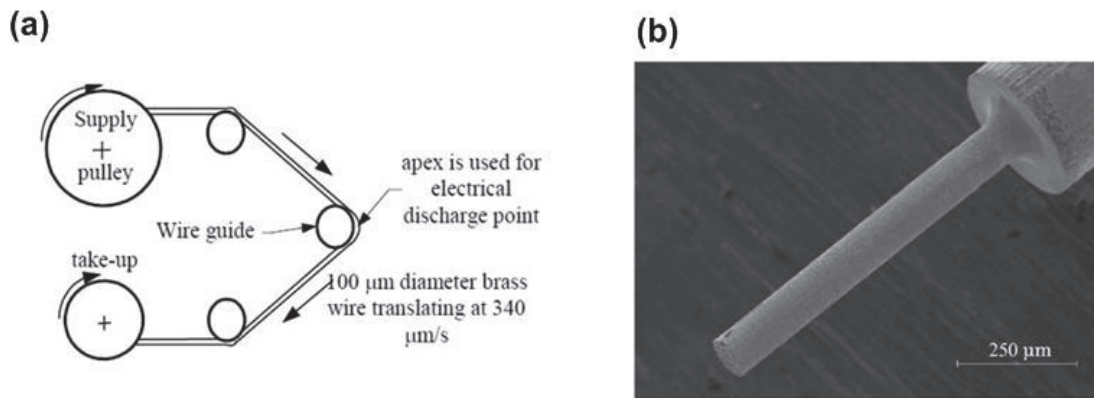 (a)
Supply
+
pulley
apex is used for
electrical
discharge point
Wire guide
take-up
+
100 μm diameter brass
wire translating at 340
μm/s
(b)
250 μm